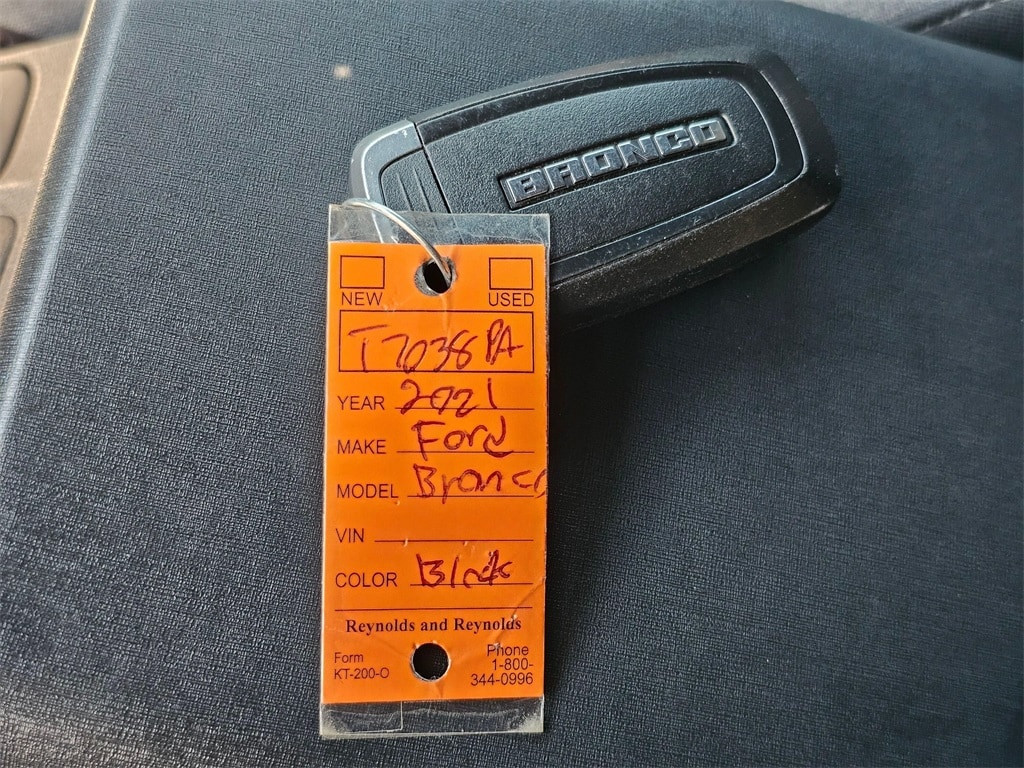 BRONCO
NEW USED
T7038PA
YEAR 2021
MAKE Ford
MODEL Bronco
VIN
COLOR Black
Reynolds and Reynolds
Form
KT-200-O
Phone
1-800-
344-0996